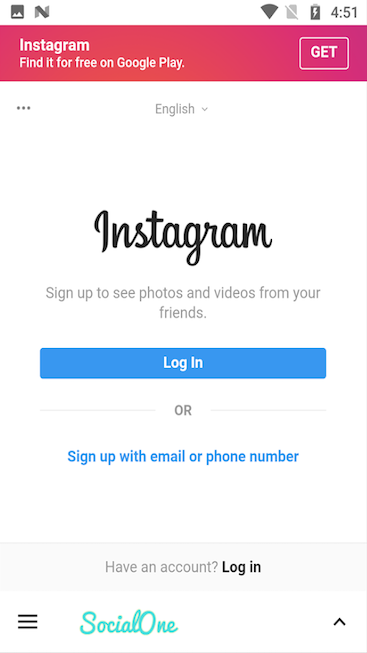 4:51
Instagram
Find it for free on Google Play.
GET
English
Instagram
Sign up to see photos and videos from your
friends.
Log In
OR
Sign up with email or phone number
Have an account? Log in
SocialOne